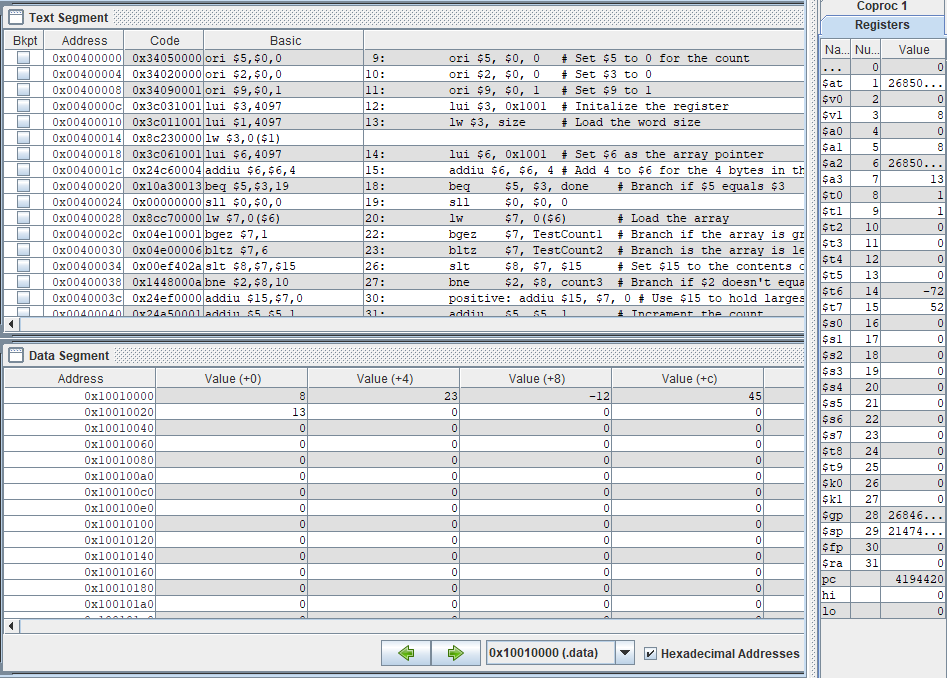 Text Segment
Bkpt Address Code Basic
0x00400000 0x34050000 ori $5,$0,0 9: ori $5, $0, 0 # Set $5 to 0 for the count
0x00400004 0x34020000 ori $2,$0,0 10: ori $2, $0, 0 # Set $3 to 0
0x00400008 0x34090001 ori $9,$0,1 11: ori $9, $0, 1 # Set $9 to 1
0x0040000c 0x3c031001 lui $3,4097 12: lui $3, 0x1001 # Initalize the register
0x00400010 0x3c011001 lui $1,4097 13: lw $3, size # Load the word size
0x00400014 0x8c230000 lw $3,0($1)
0x00400018 0x3c061001 lui $6,4097 14: lui $6, 0x1001 # Set $6 as the array pointer
0x0040001c 0x24c60004 addiu $6,$6,4 15: addiu $6, $6, 4 # Add 4 to $6 for the 4 bytes in th
0x00400020 0x10a30013 beq $5,$3,19 18: beq $5, $3, done # Branch if $5 equals $3
0x00400024 0x00000000 sll $0,$0,0 19: sll $0, $0, 0
0x00400028 0x8cc70000 lw $7,0($6) 20: lw $7, 0($6) # Load the array
0x0040002c 0x04e10001 bgez $7,1 22: bgez $7, TestCount1 # Branch if the array is gr
0x00400030 0x04e00006 bltz $7,6 23: bltz $7, TestCount2 # Branch is the array is le
0x00400034 0x00ef402a slt $8,$7,$15 26: slt $8, $7, $15 # Set $15 to the contents o
0x00400038 0x1448000a bne $2,$8,10 27: bne $2, $8, count3 # Branch if $2 doesn't equa
0x0040003c 0x24ef0000 addiu $15,$7,0 30: positive: addiu $15, $7, 0 # Use $15 to hold larges
0x00400040 0x24a50001 addiu $5,$5,1 31: addiu $5, $5, 1 # Increment the count
Data Segment
Address Value (+0) Value (+4) Value (+8) Value (+c)
0x10010000 8 23 -12 45
0x10010020 13 0 0 0
0x10010040 0 0 0 0
0x10010060 0 0 0 0
0x10010080 0 0 0 0
0x100100a0 0 0 0 0
0x100100c0 0 0 0 0
0x100100e0 0 0 0 0
0x10010100 0 0 0 0
0x10010120 0 0 0 0
0x10010140 0 0 0 0
0x10010160 0 0 0 0
0x10010180 0 0 0 0
0x100101a0 0 0 0 0
0x10010000 (.data) Hexadecimal Addresses
Coproc 1
Registers
Na... Nu... Value
... 0 0
$at 1 26850...
$v0 2 0
$v1 3 8
$a0 4 0
$a1 5 8
$a2 6 26850...
$a3 7 13
$t0 8 1
$t1 9 1
$t2 10 0
$t3 11 0
$t4 12 0
$t5 13 0
$t6 14 -72
$t7 15 52
$s0 16 0
$s1 17 0
$s2 18 0
$s3 19 0
$s4 20 0
$s5 21 0
$s6 22 0
$s7 23 0
$t8 24 0
$t9 25 0
$k0 26 0
$k1 27 0
$gp 28 26846...
$sp 29 21474...
$fp 30 0
$ra 31 0
pc 4194420
hi 0
lo 0